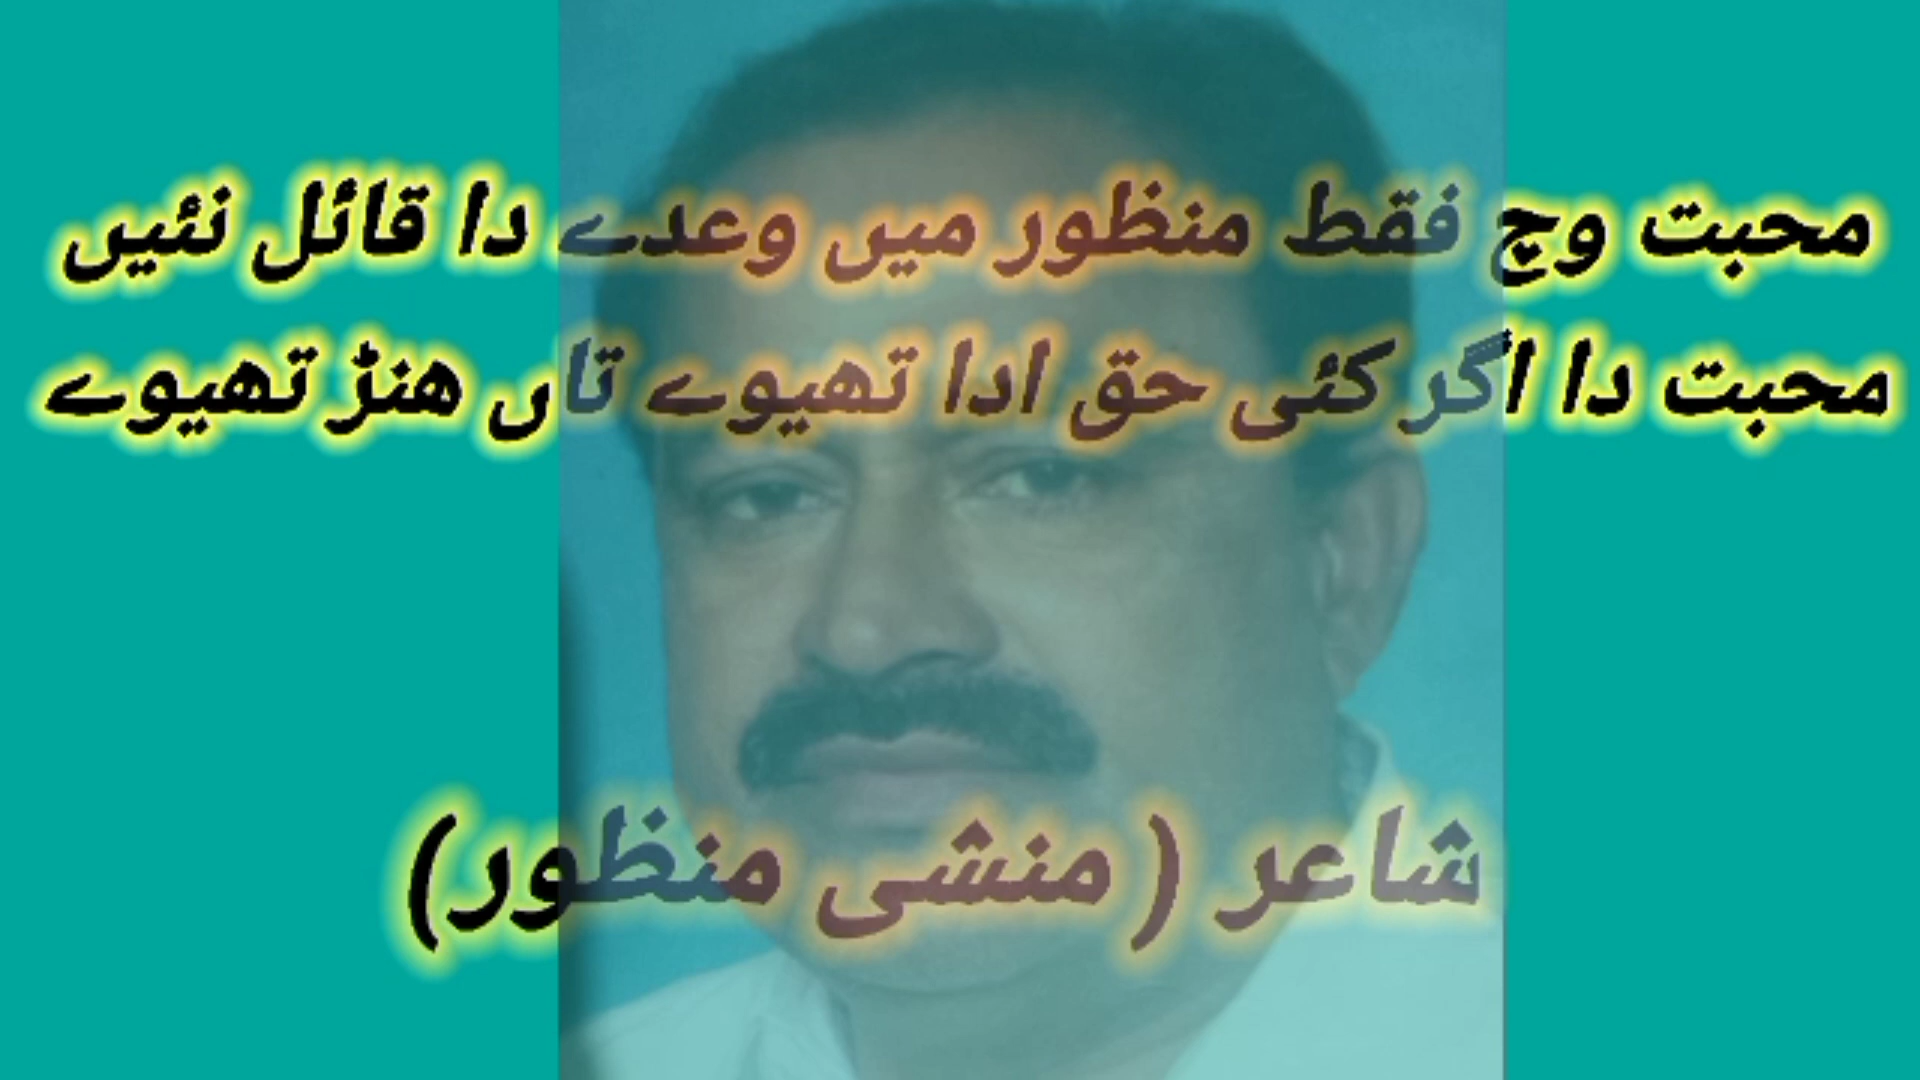 محبت وچ فقط منظور میں وعدے دا قائل نئیں
محبت دا اگر کئی حق ادا تھیوے تاں ھنڑ تھیوے
شاعر ( منشی منظور)